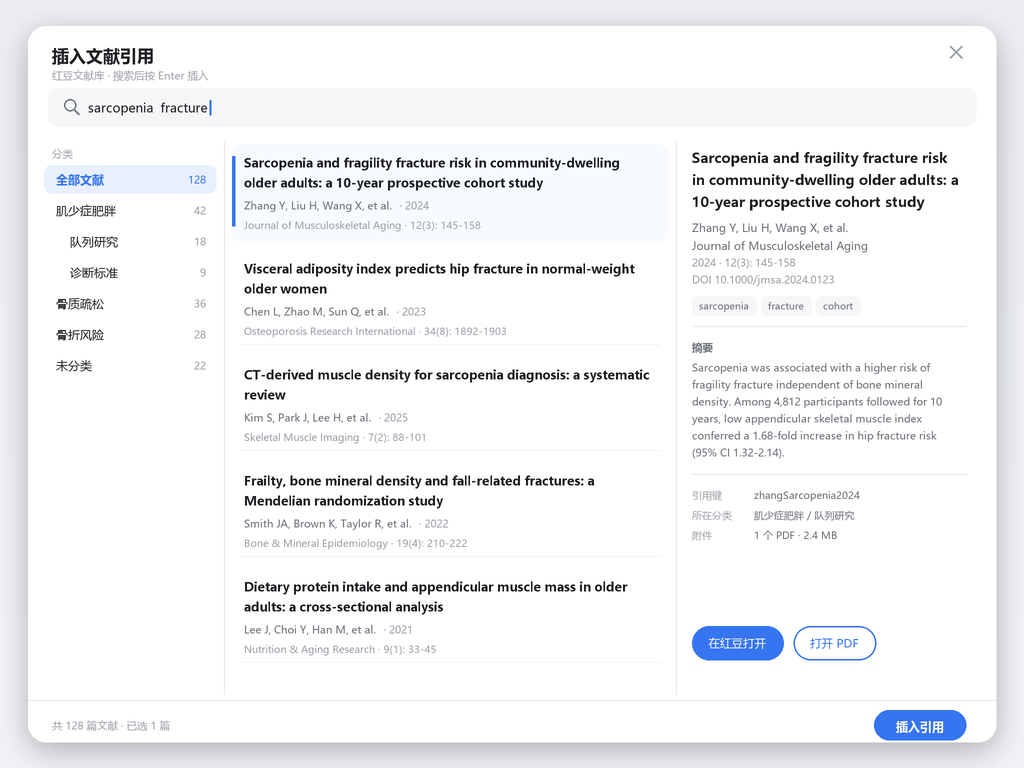 插入文献引用
红豆文献库 · 搜索后按 Enter 插入
sarcopenia  fracture
分类
全部文献 128
肌少症肥胖 42
队列研究 18
诊断标准 9
骨质疏松 36
骨折风险 28
未分类 22
Sarcopenia and fragility fracture risk in community-dwelling
older adults: a 10-year prospective cohort study
Zhang Y, Liu H, Wang X, et al. · 2024
Journal of Musculoskeletal Aging · 12(3): 145-158
Visceral adiposity index predicts hip fracture in normal-weight
older women
Chen L, Zhao M, Sun Q, et al. · 2023
Osteoporosis Research International · 34(8): 1892-1903
CT-derived muscle density for sarcopenia diagnosis: a systematic
review
Kim S, Park J, Lee H, et al. · 2025
Skeletal Muscle Imaging · 7(2): 88-101
Frailty, bone mineral density and fall-related fractures: a
Mendelian randomization study
Smith JA, Brown K, Taylor R, et al. · 2022
Bone & Mineral Epidemiology · 19(4): 210-222
Dietary protein intake and appendicular muscle mass in older
adults: a cross-sectional analysis
Lee J, Choi Y, Han M, et al. · 2021
Nutrition & Aging Research · 9(1): 33-45
Sarcopenia and fragility fracture risk
in community-dwelling older adults: a
10-year prospective cohort study
Zhang Y, Liu H, Wang X, et al.
Journal of Musculoskeletal Aging
2024 · 12(3): 145-158
DOI 10.1000/jmsa.2024.0123
sarcopenia fracture cohort
摘要
Sarcopenia was associated with a higher risk of
fragility fracture independent of bone mineral
density. Among 4,812 participants followed for 10
years, low appendicular skeletal muscle index
conferred a 1.68-fold increase in hip fracture risk
(95% CI 1.32-2.14).
引用键 zhangSarcopenia2024
所在分类 肌少症肥胖 / 队列研究
附件 1 个 PDF · 2.4 MB
在红豆打开 打开 PDF
共 128 篇文献 · 已选 1 篇
插入引用